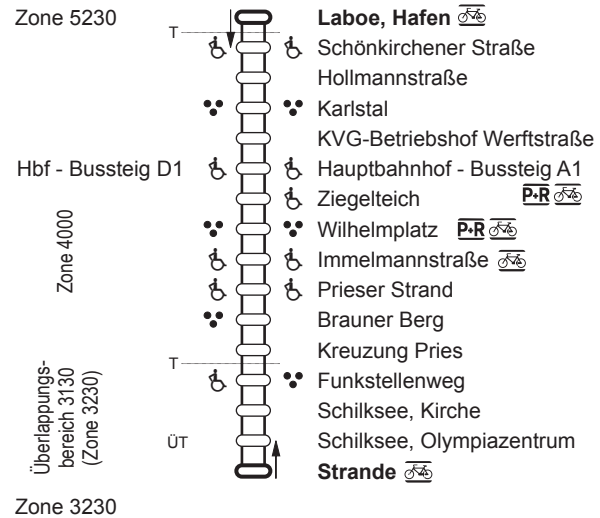 Zone 5230
Laboe, Hafen
T
Schönkirchener Straße
Hollmannstraße
Karlstal
KVG-Betriebshof Werftstraße
Hbf - Bussteig D1 Hauptbahnhof - Bussteig A1
Ziegelteich P+R
Zone 4000
Wilhelmplatz P+R
Immelmannstraße
Prieser Strand
Brauner Berg
Kreuzung Pries
T
Überlappungs-
bereich 3130
(Zone 3230)
Funkstellenweg
Schilksee, Kirche
ÜT Schilksee, Olympiazentrum
Strande
Zone 3230